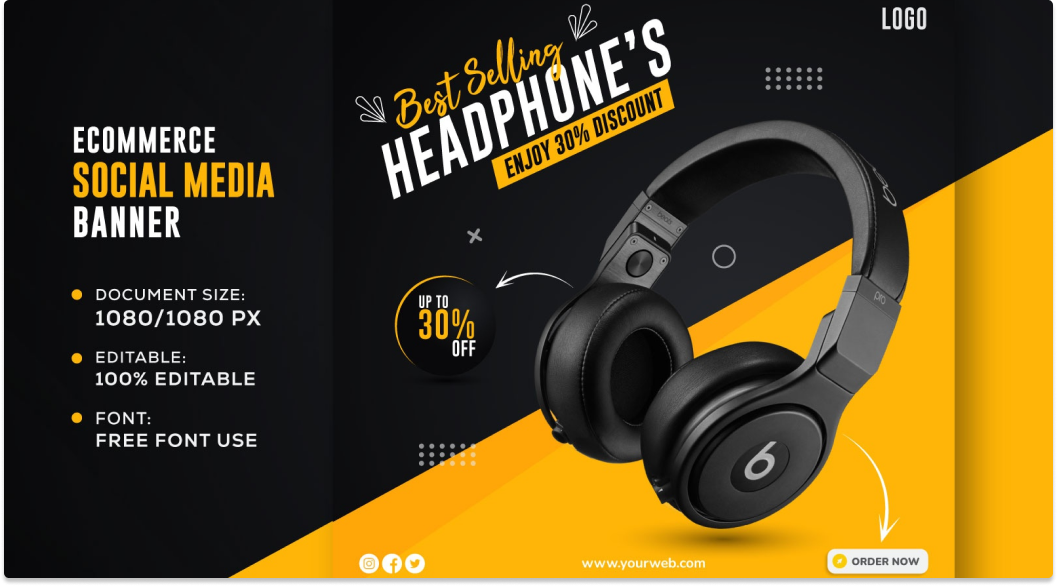 ECOMMERCE
SOCIAL MEDIA
BANNER
DOCUMENT SIZE:
1080/1080 PX
EDITABLE:
100% EDITABLE
FONT:
FREE FONT USE
LOGO
Best Selling
HEADPHONE'S
ENJOY 30% DISCOUNT
UP TO
30%
OFF
pro
www.yourweb.com
ORDER NOW